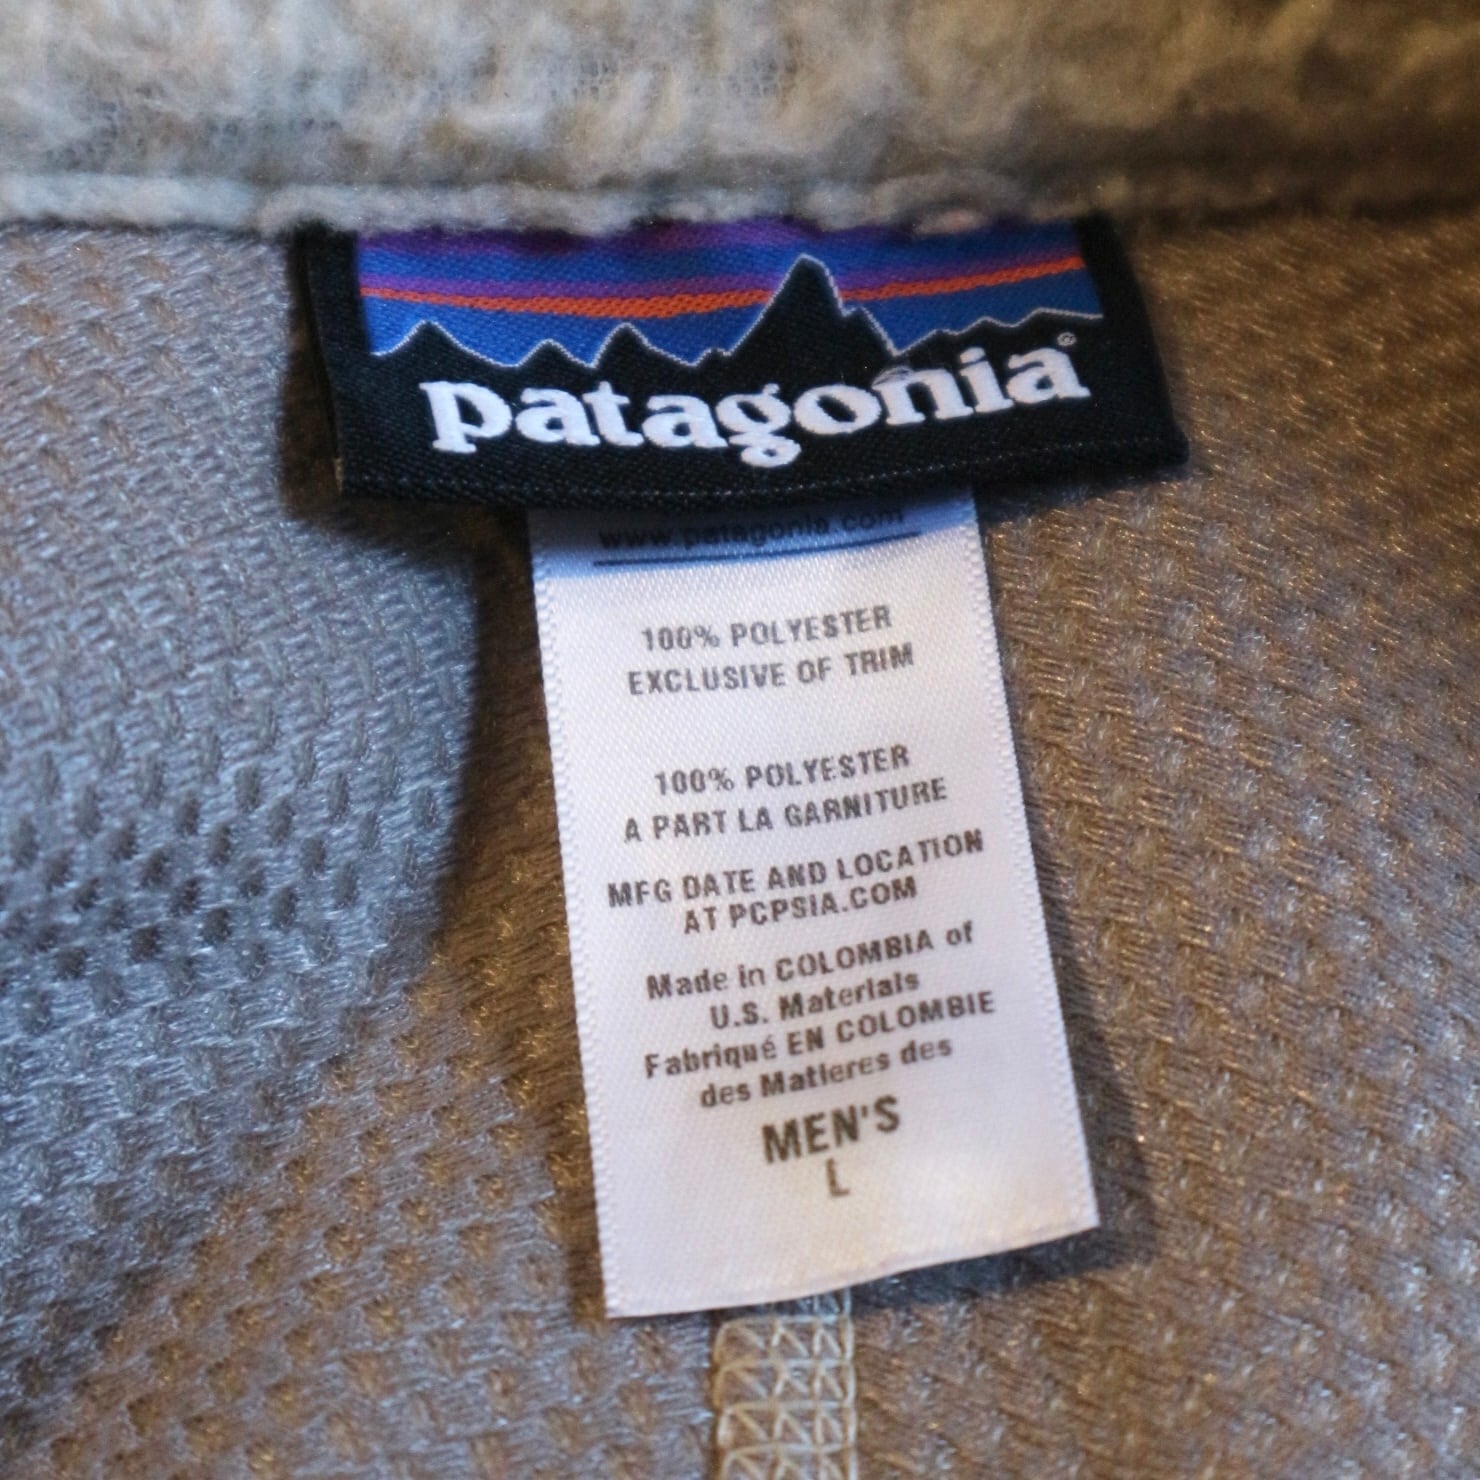 patagonia®
www.patagonia.com
100% POLYESTER
EXCLUSIVE OF TRIM
100% POLYESTER
A PART LA GARNITURE
MFG DATE AND LOCATION
AT PCPSIA.COM
Made in COLOMBIA of
U.S. Materials
Fabriqué EN COLOMBIE
des Matieres des
MEN'S
L